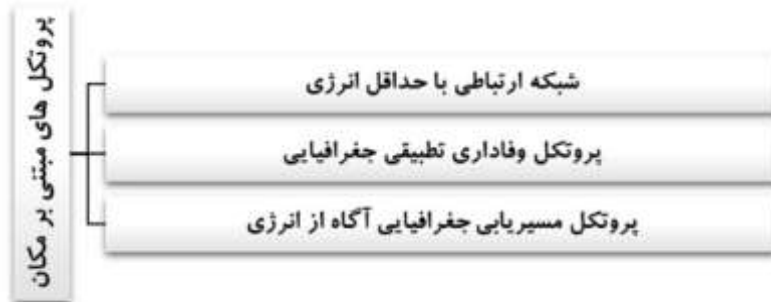 پروتکل های مبتنی بر مکان
شبکه ارتباطی با حداقل انرژی
پروتکل وفاداری تطبیقی جغرافیایی
پروتکل مسیریابی جغرافیایی آگاه از انرژی